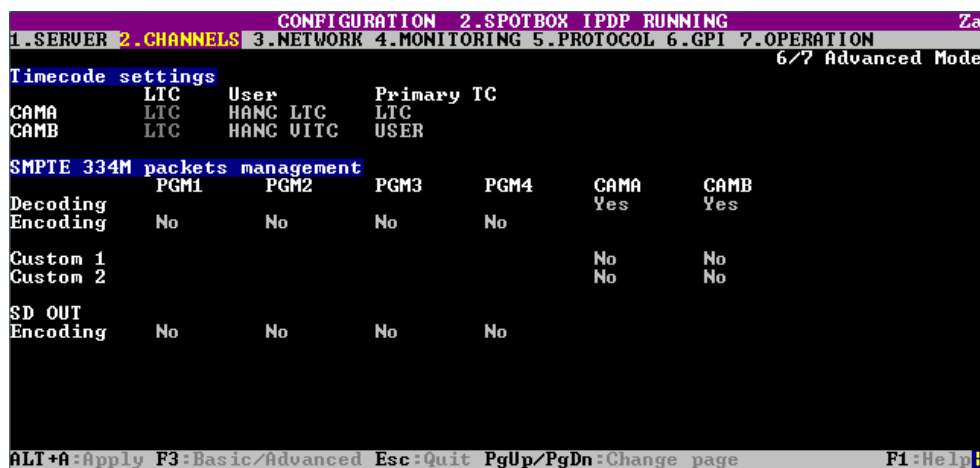 CONFIGURATION 2.SPOTBOX IPDP RUNNING Za
1.SERVER 2.CHANNELS 3.NETWORK 4.MONITORING 5.PROTOCOL 6.GPI 7.OPERATION
6/7 Advanced Mode
Timecode settings
LTC User Primary TC
CAMA LTC HANC LTC LTC
CAMB LTC HANC VITC USER
SMPTE 334M packets management
PGM1 PGM2 PGM3 PGM4 CAMA CAMB
Decoding Yes Yes
Encoding No No No No
Custom 1 No No
Custom 2 No No
SD OUT
Encoding No No No No
ALT+A:Apply F3:Basic/Advanced Esc:Quit PgUp/PgDn:Change page F1:Help